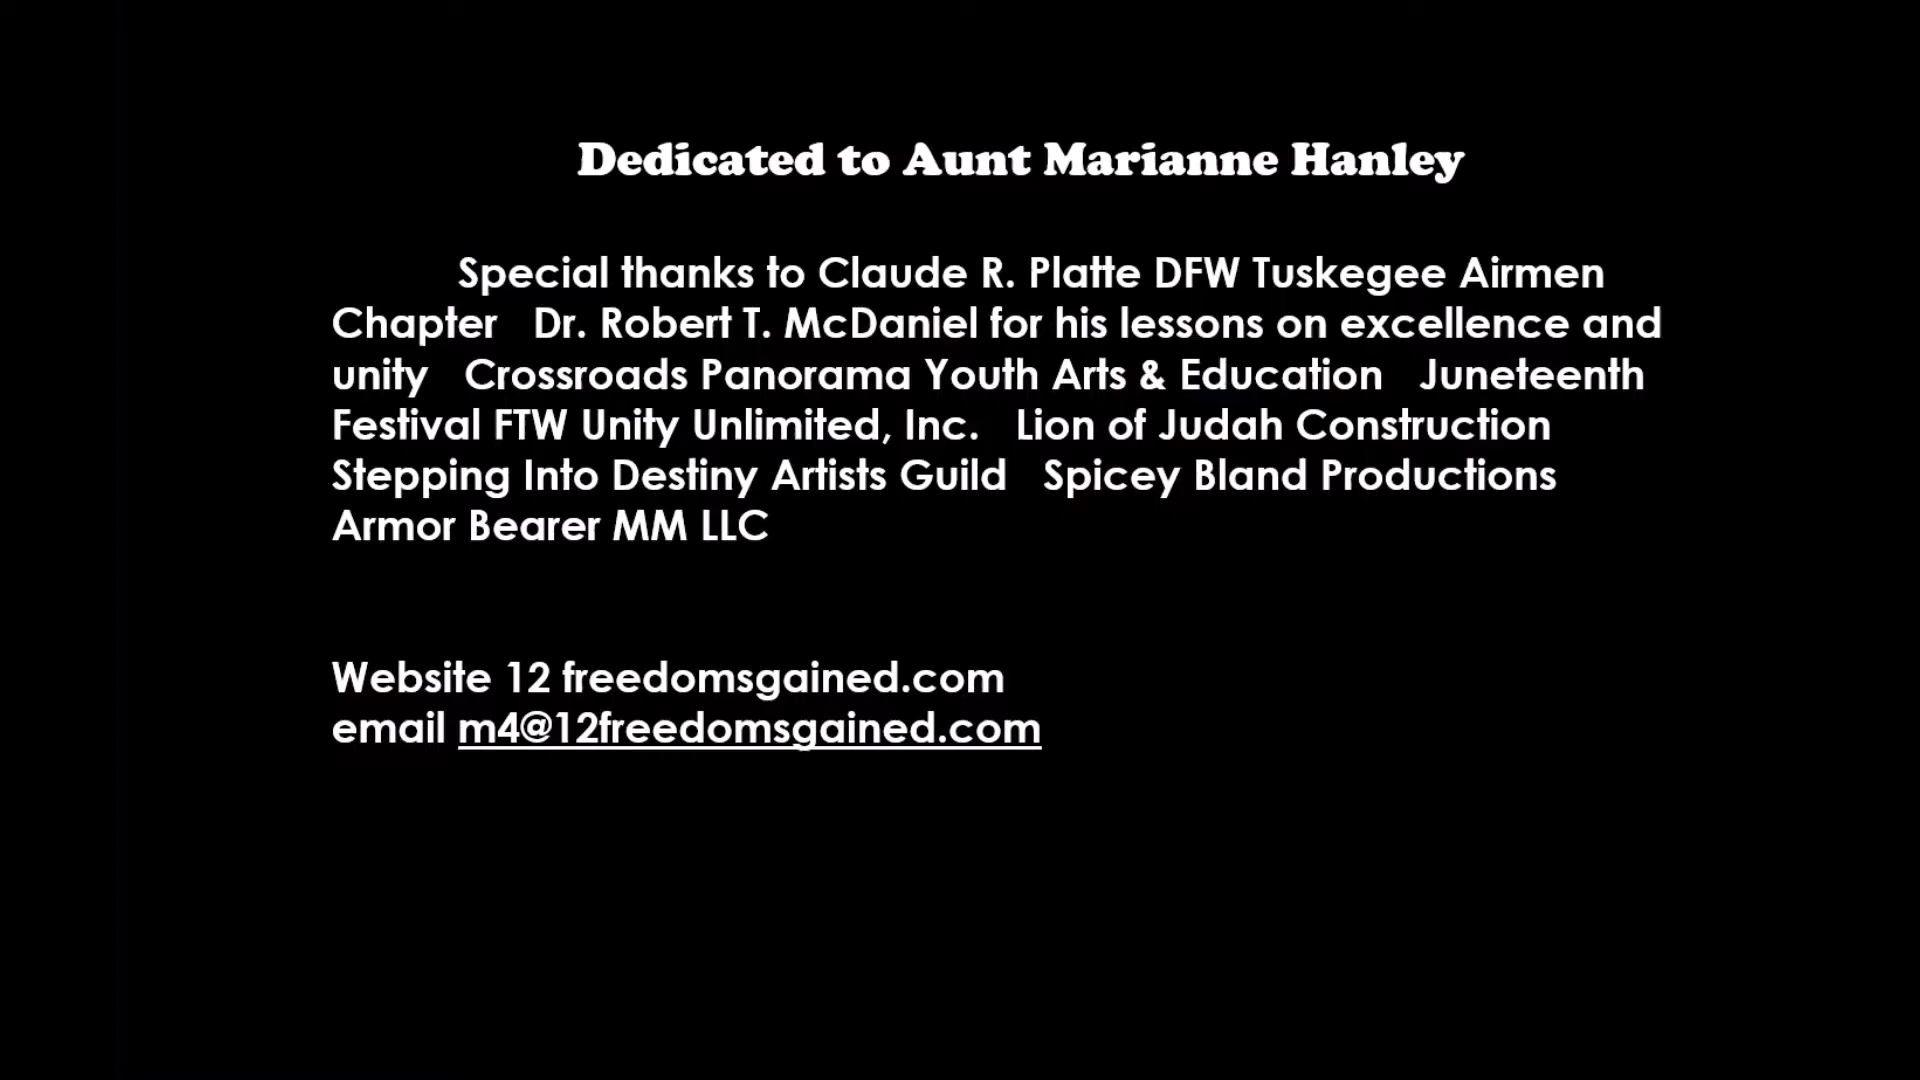 Dedicated to Aunt Marianne Hanley
Special thanks to Claude R. Platte DFW Tuskegee Airmen
Chapter   Dr. Robert T. McDaniel for his lessons on excellence and
unity   Crossroads Panorama Youth Arts & Education   Juneteenth
Festival FTW Unity Unlimited, Inc.   Lion of Judah Construction
Stepping Into Destiny Artists Guild   Spicey Bland Productions
Armor Bearer MM LLC
Website 12 freedomsgained.com
email m4@12freedomsgained.com